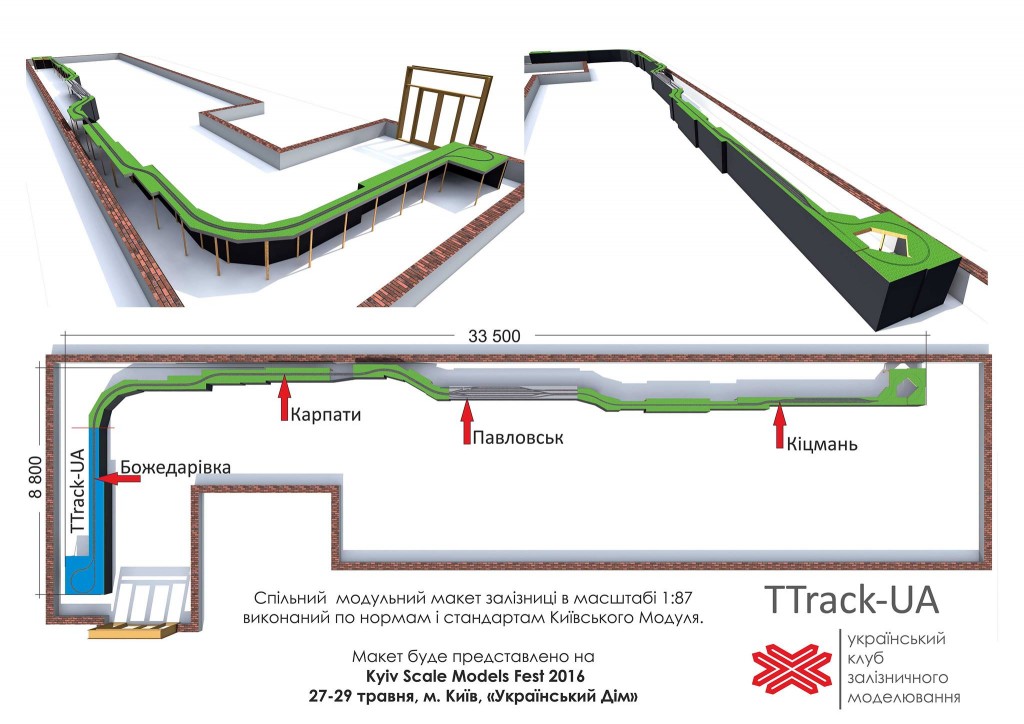 33 500
Карпати
Павловськ
Кіцмань
8 800
TTrack-UA
Божедарівка
Спільний модульний макет залізниці в масштабі 1:87
виконаний по нормам і стандартам Київського Модуля.
Макет буде представлено на
Kyiv Scale Models Fest 2016
27-29 травня, м. Київ, «Український Дім»
TTrack-UA
український
клуб
залізничного
моделювання